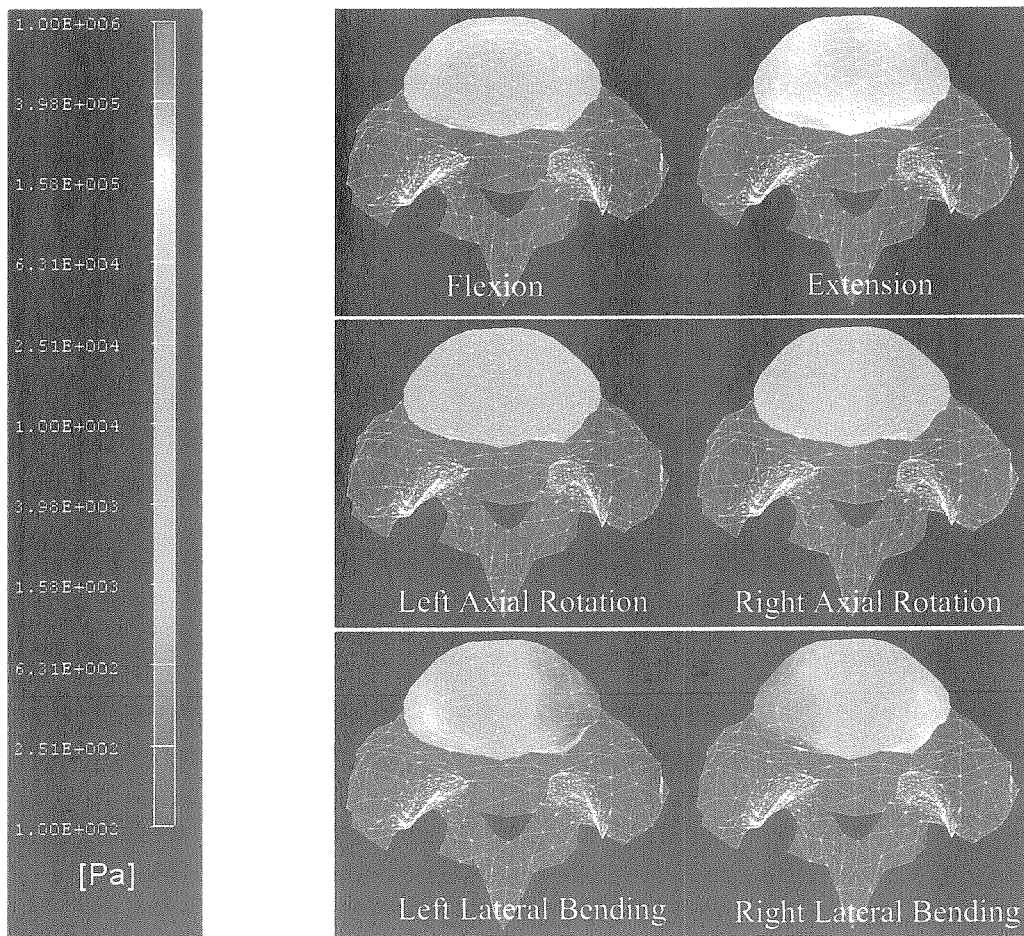 1.00E+006
3.98E+005
1.58E+005
6.31E+004
2.51E+004
1.00E+004
3.98E+003
1.58E+003
6.31E+002
2.51E+002
1.00E+002
[Pa]
Flexion
Extension
Left Axial Rotation
Right Axial Rotation
Left Lateral Bending
Right Lateral Bending